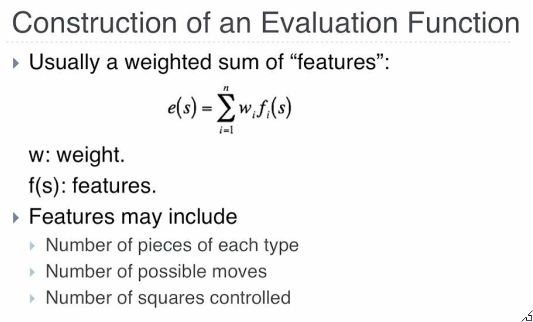 Construction of an Evaluation Function
Usually a weighted sum of “features”:
e(s) = \sum_{i=1}^{n} w_i f_i(s)
w: weight.
f(s): features.
Features may include
Number of pieces of each type
Number of possible moves
Number of squares controlled